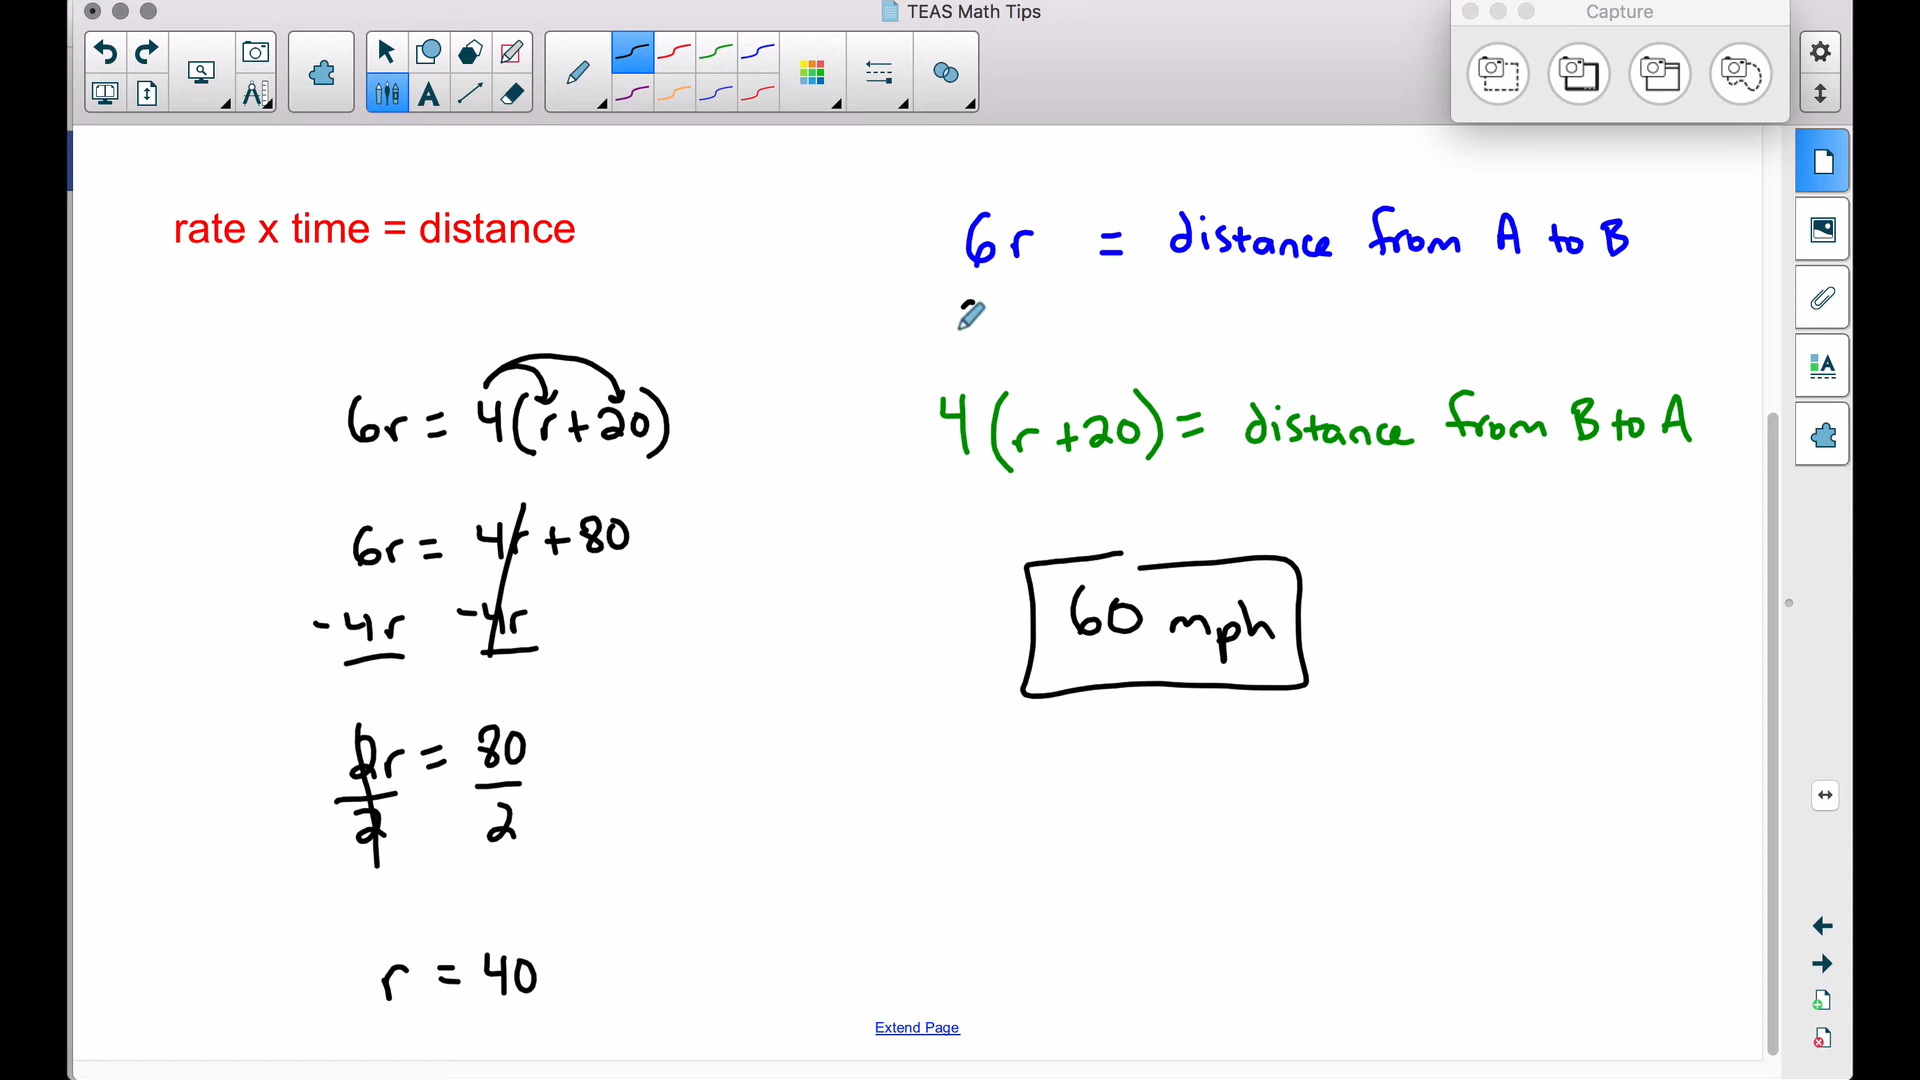 TEAS Math Tips
Capture
rate x time = distance
6r = distance from A to B
6r = 4(r+20)
4(r+20) = distance from B to A
6r = 4r + 80
-4r -4r
60 mph
2r = 80
2 2
r = 40
Extend Page